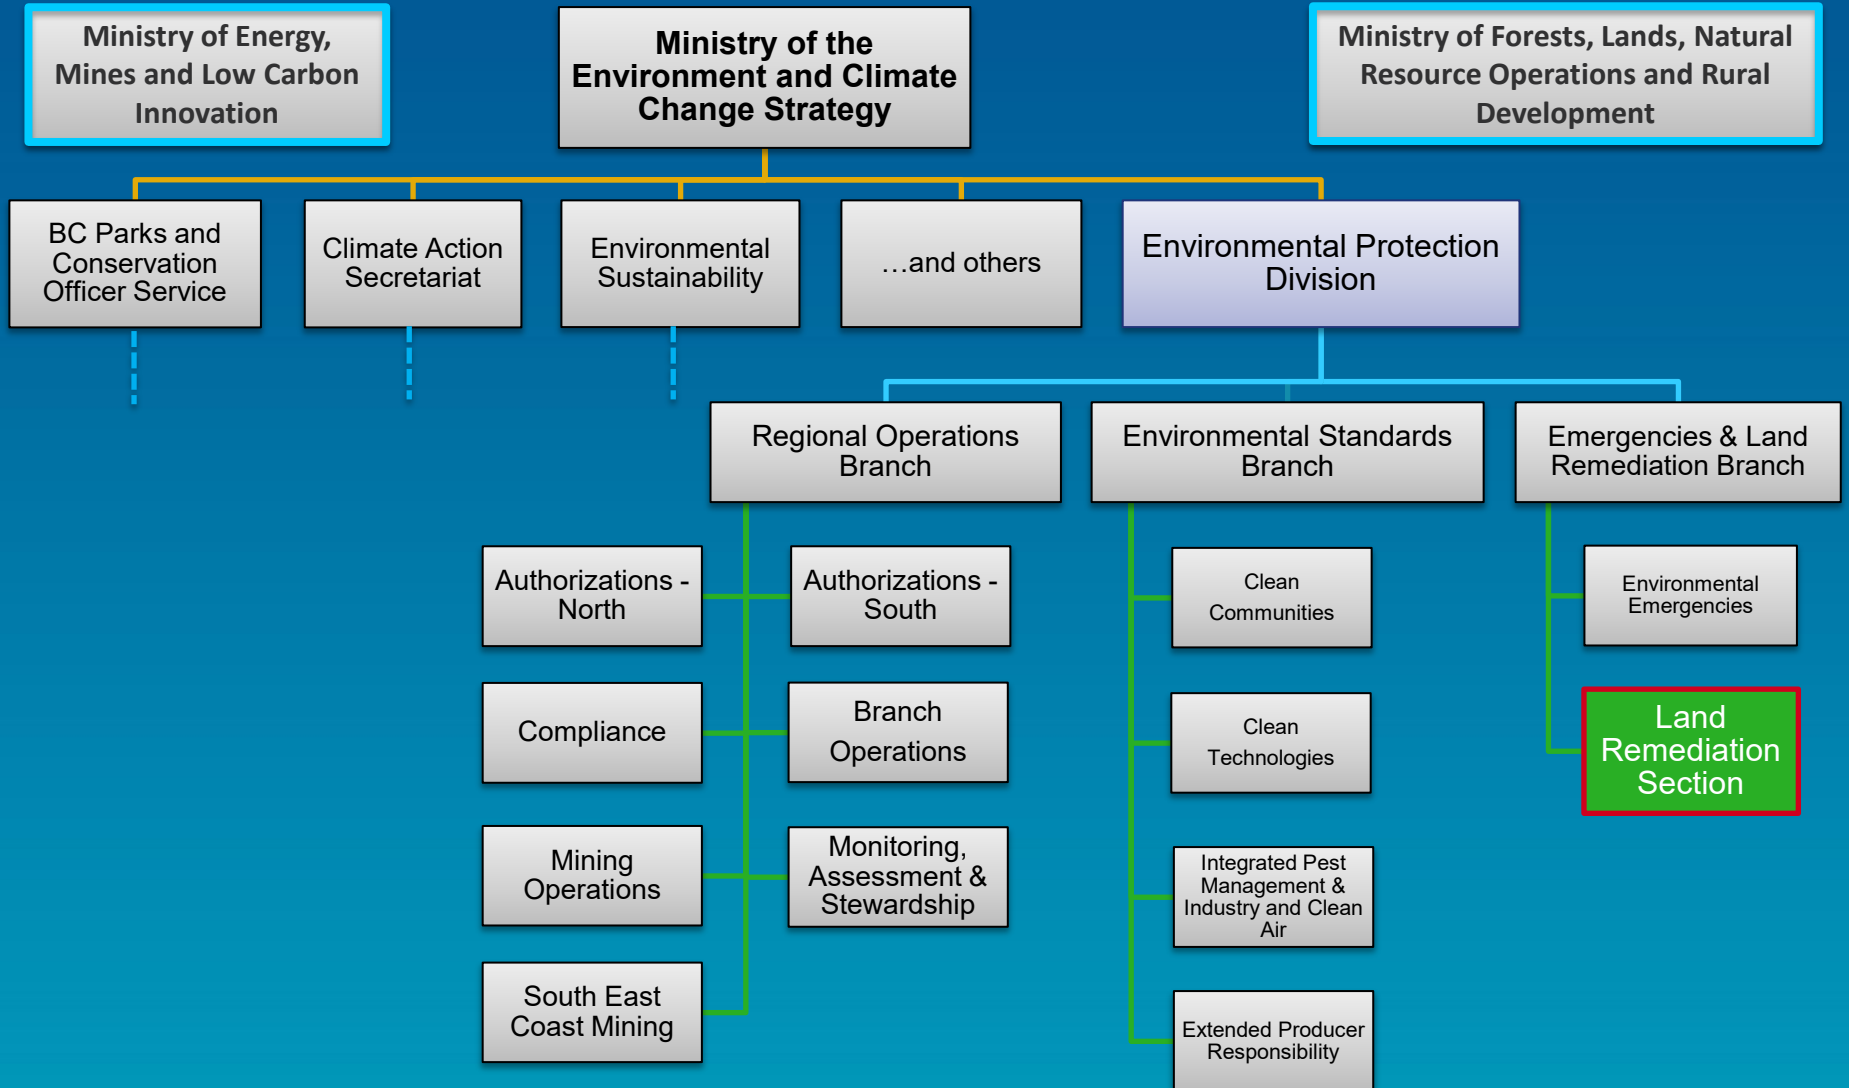 Ministry of Energy,
Mines and Low Carbon
Innovation
Ministry of the
Environment and Climate
Change Strategy
Ministry of Forests, Lands, Natural
Resource Operations and Rural
Development
BC Parks and
Conservation
Officer Service
Climate Action
Secretariat
Environmental
Sustainability
…and others
Environmental Protection
Division
Regional Operations
Branch
Environmental Standards
Branch
Emergencies & Land
Remediation Branch
Authorizations -
North
Authorizations -
South
Compliance
Branch
Operations
Mining
Operations
Monitoring,
Assessment &
Stewardship
South East
Coast Mining
Clean
Communities
Clean
Technologies
Integrated Pest
Management &
Industry and Clean
Air
Extended Producer
Responsibility
Environmental
Emergencies
Land
Remediation
Section